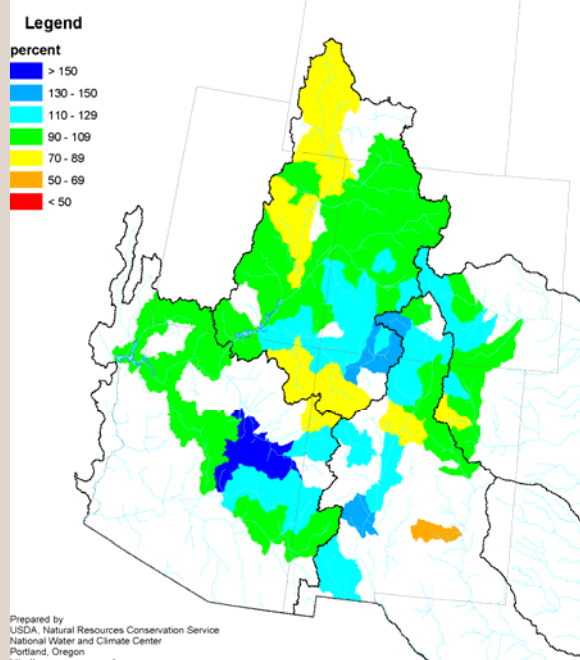 Legend
percent
> 150
130 - 150
110 - 129
90 - 109
70 - 89
50 - 69
< 50
Prepared by
USDA, Natural Resources Conservation Service
National Water and Climate Center
Portland, Oregon